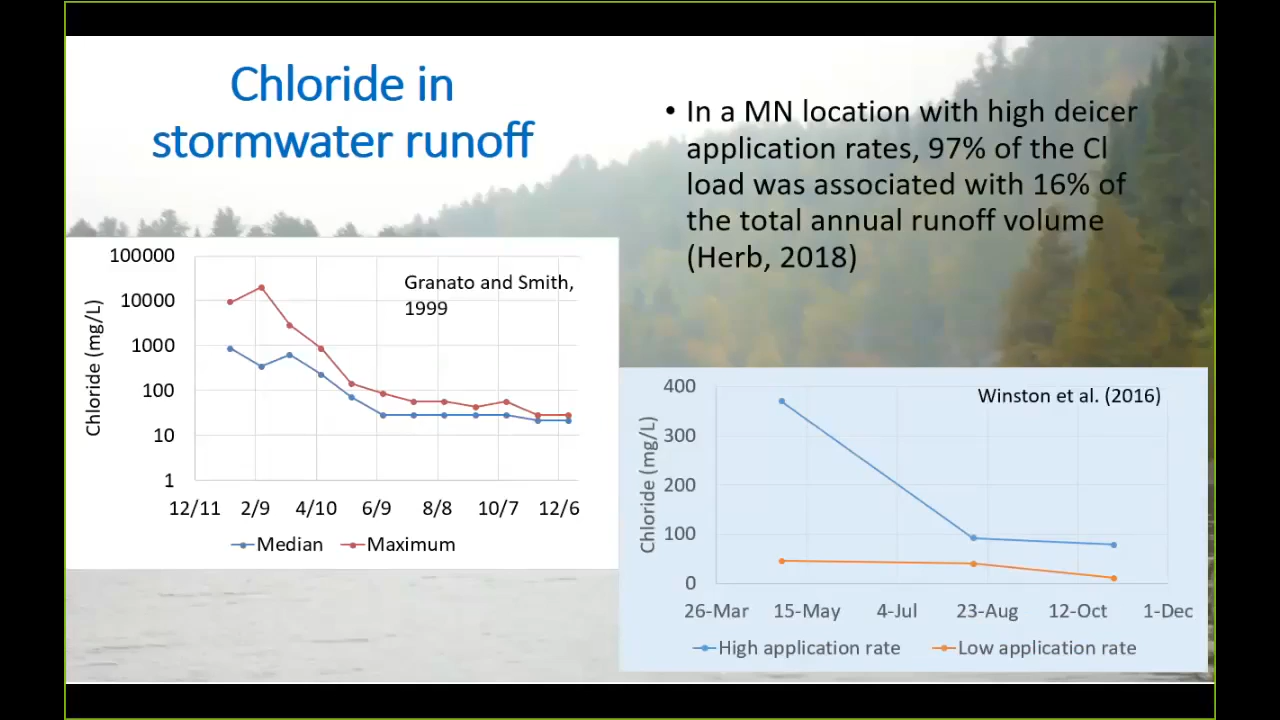 Chloride in
stormwater runoff
• In a MN location with high deicer
application rates, 97% of the Cl
load was associated with 16% of
the total annual runoff volume
(Herb, 2018)
Granato and Smith,
1999
Chloride (mg/L)
100000
10000
1000
100
10
1
12/11 2/9 4/10 6/9 8/8 10/7 12/6
Median Maximum
Winston et al. (2016)
Chloride (mg/L)
400
300
200
100
0
26-Mar 15-May 4-Jul 23-Aug 12-Oct 1-Dec
High application rate Low application rate